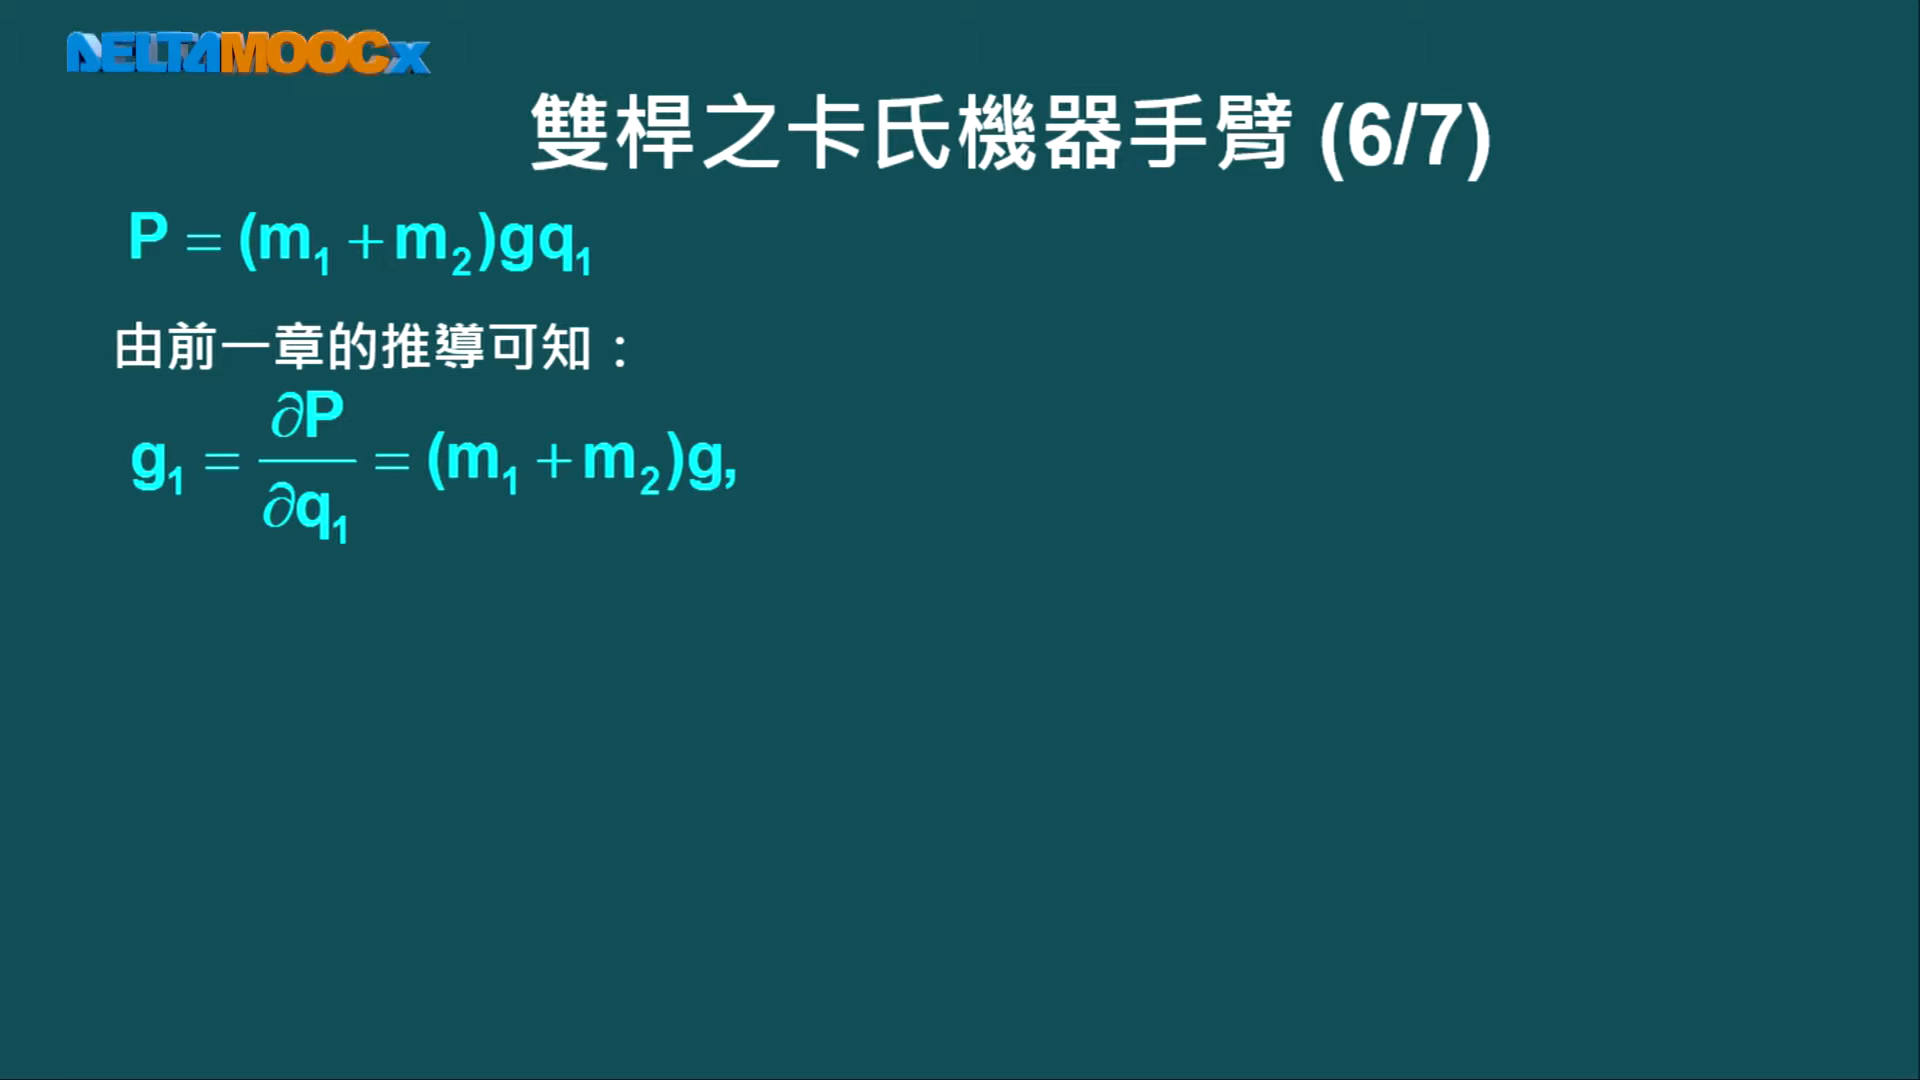 DELTAMOOCx
雙桿之卡氏機器手臂 (6/7)
P = (m₁ + m₂)gq₁
由前一章的推導可知：
g₁ = ∂P/∂q₁ = (m₁ + m₂)g,